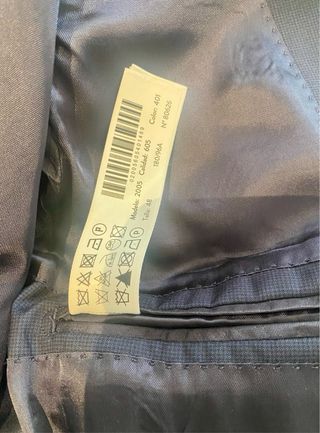 Color: 401
Nº 80626
Modelo: 2005 Calidad: 605
180/96A
Talla: 48
P
P